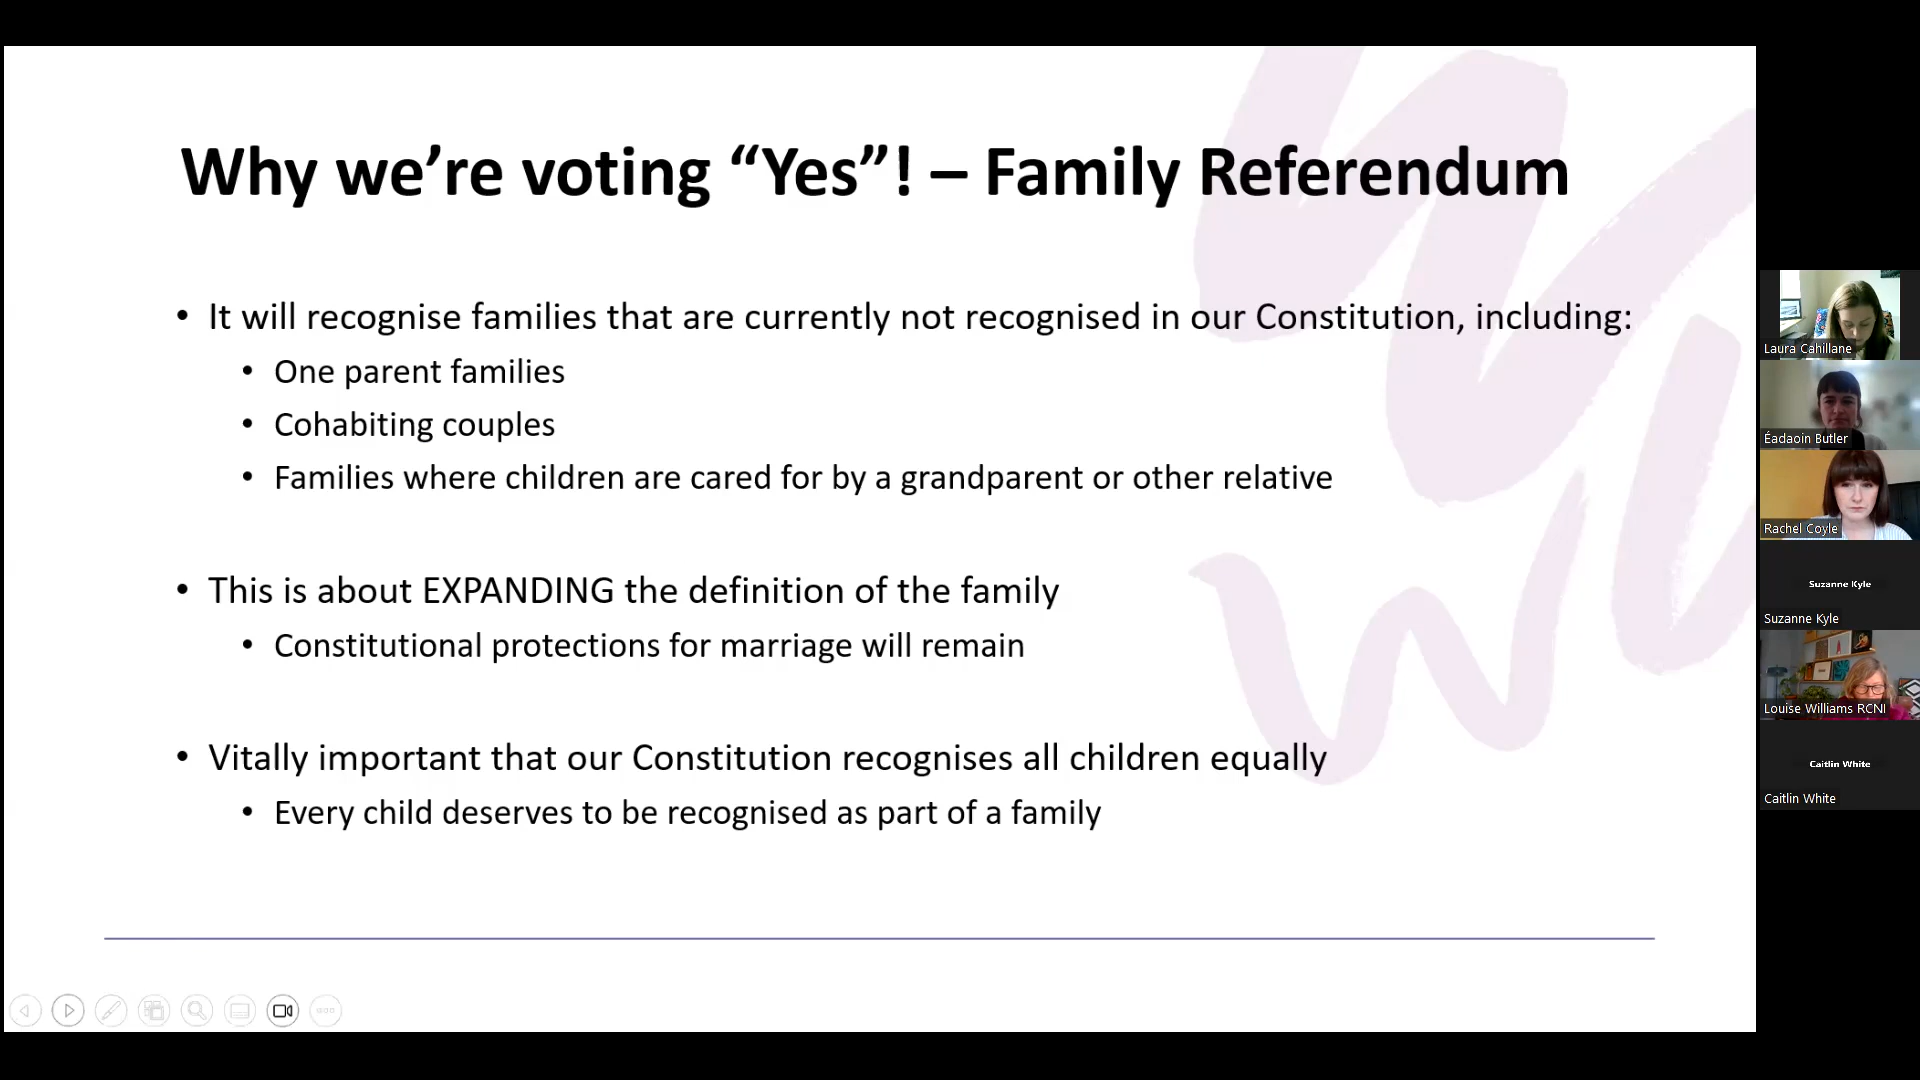 Why we’re voting “Yes”! – Family Referendum
• It will recognise families that are currently not recognised in our Constitution, including:
• One parent families
• Cohabiting couples
• Families where children are cared for by a grandparent or other relative
• This is about EXPANDING the definition of the family
• Constitutional protections for marriage will remain
• Vitally important that our Constitution recognises all children equally
• Every child deserves to be recognised as part of a family
Laura Cahillane
Éadaoin Butler
Rachel Coyle
Suzanne Kyle
Suzanne Kyle
Louise Williams RCNI
Caitlin White
Caitlin White